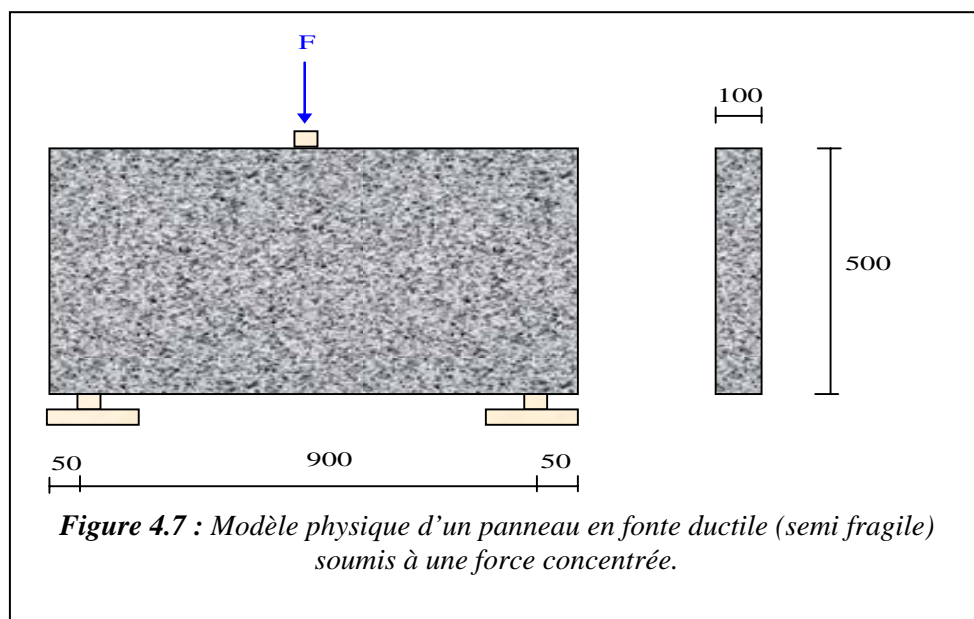 F
100
500
50
900
50
Figure 4.7 : Modèle physique d'un panneau en fonte ductile (semi fragile)
soumis à une force concentrée.